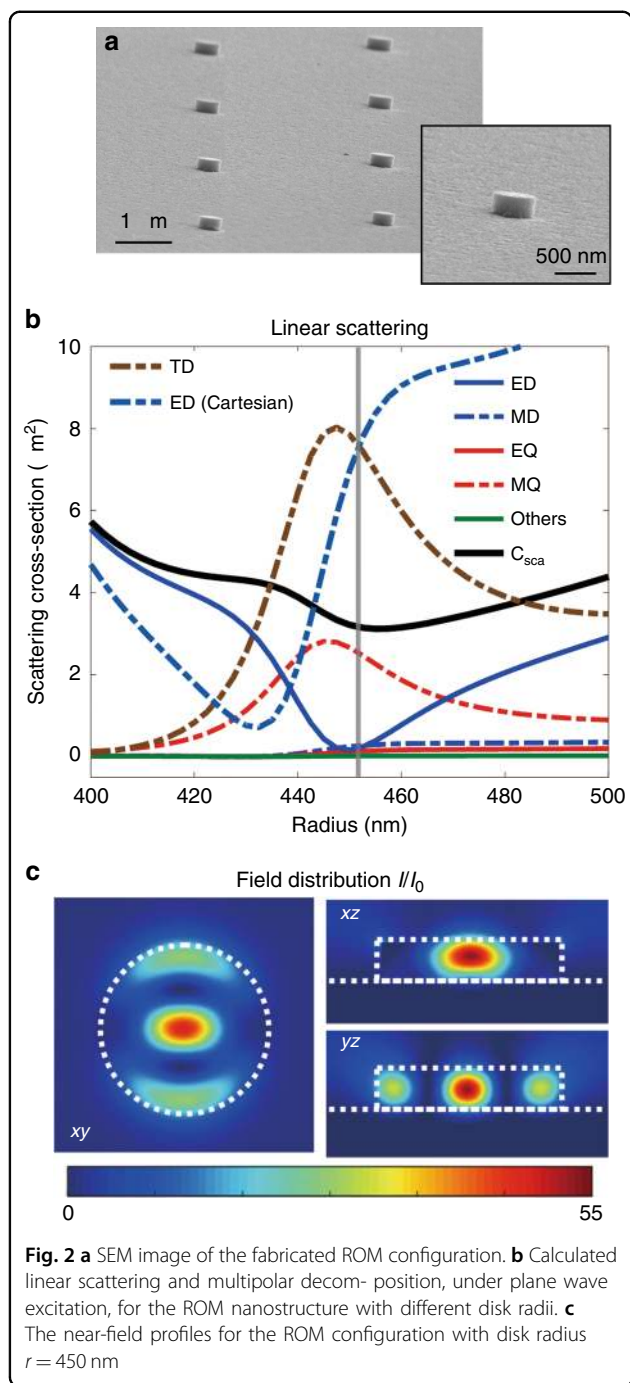 a
1 m
500 nm
b
Linear scattering
10
8
6
4
2
0
Scattering cross-section ( m²)
TD
ED (Cartesian)
ED
MD
EQ
MQ
Others
Csca
400
420
440
460
480
500
Radius (nm)
c
Field distribution I/I0
xy
xz
yz
0
55
Fig. 2 a SEM image of the fabricated ROM configuration. b Calculated
linear scattering and multipolar decom- position, under plane wave
excitation, for the ROM nanostructure with different disk radii. c
The near-field profiles for the ROM configuration with disk radius
r = 450 nm